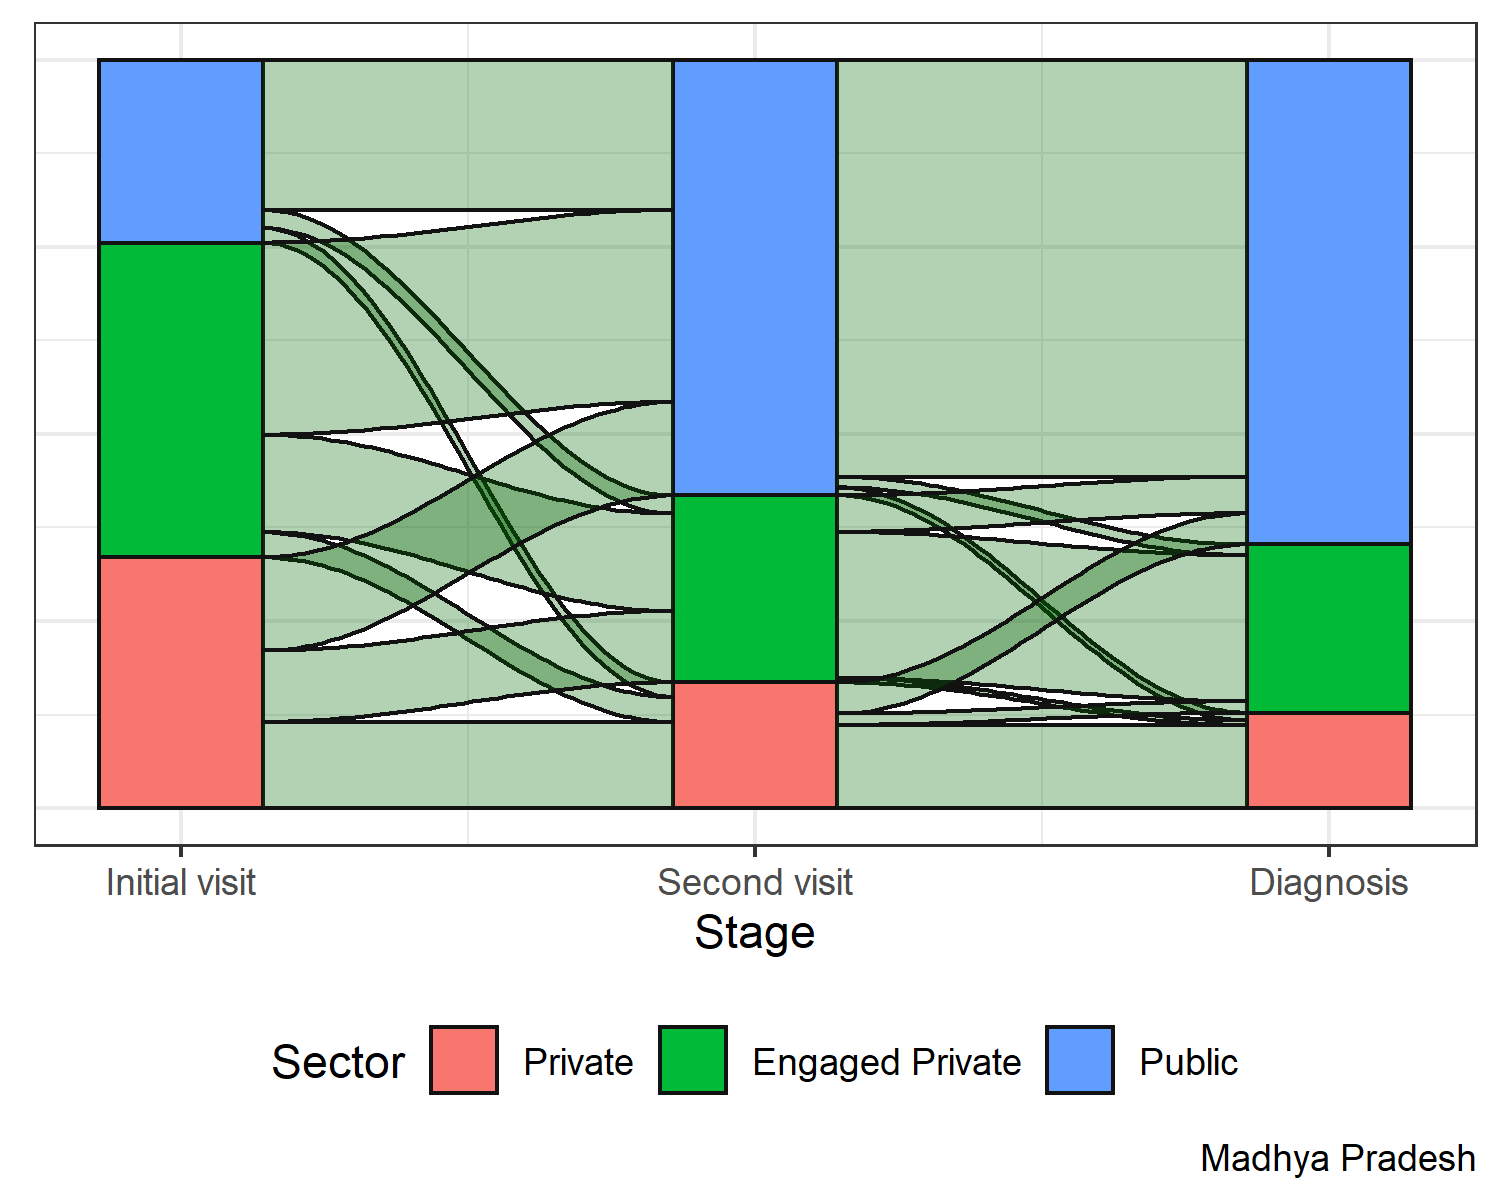 Initial visit Second visit Diagnosis
Stage
Sector Private Engaged Private Public
Madhya Pradesh